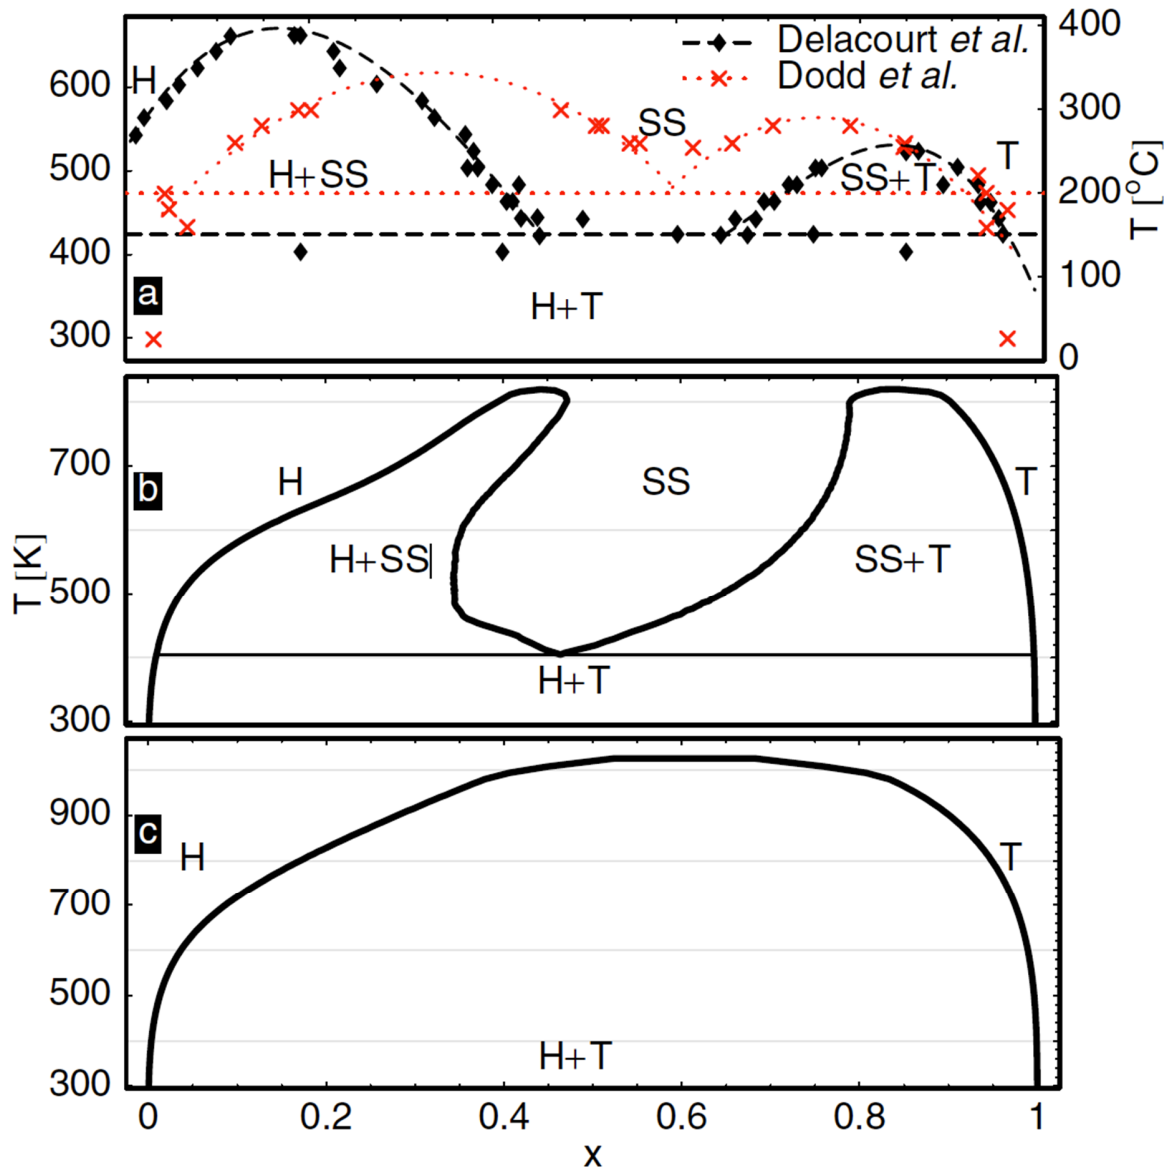 400
Delacourt et al.
600
H
Dodd et al.
300
SS
T
500
H+SS
SS+T
200
T [°C]
400
100
a
H+T
300
0
700
H
SS
T
b
H+SS|
SS+T
T [K]
500
H+T
300
900
c
H
T
700
500
H+T
300
0
0.2
0.4
0.6
0.8
1
x